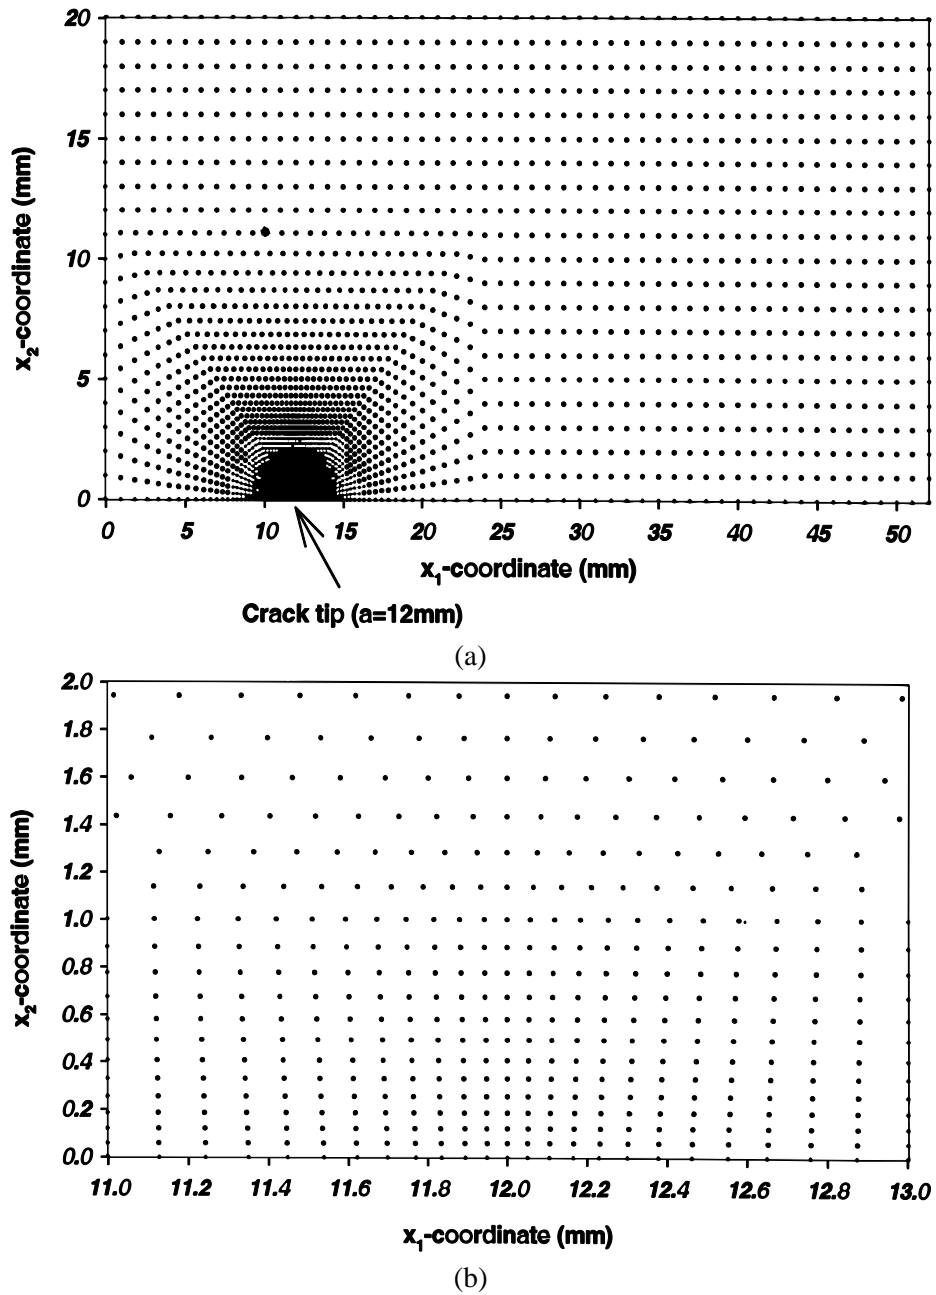 20
15
10
5
0
x2-coordinate (mm)
0 5 10 15 20 25 30 35 40 45 50
x1-coordinate (mm)
Crack tip (a=12mm)
(a)
2.0
1.8
1.6
1.4
1.2
1.0
0.8
0.6
0.4
0.2
0.0
x2-coordinate (mm)
11.0 11.2 11.4 11.6 11.8 12.0 12.2 12.4 12.6 12.8 13.0
x1-coordinate (mm)
(b)